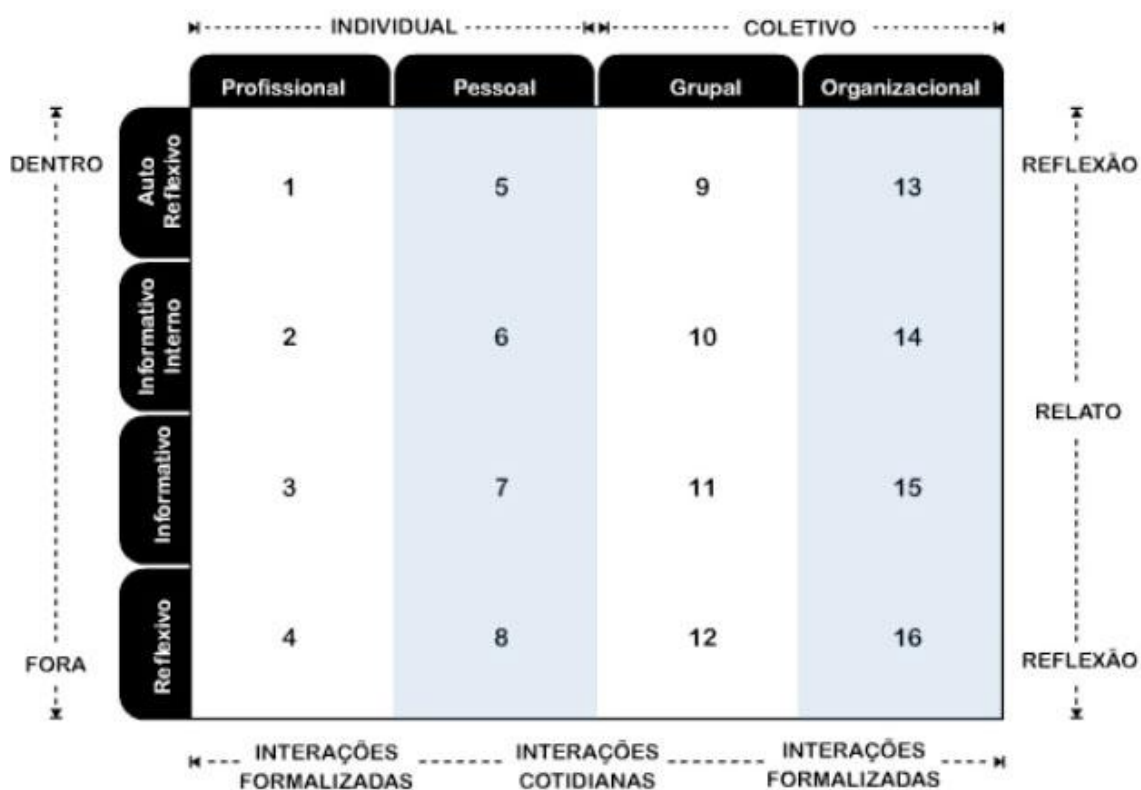 INDIVIDUAL COLETIVO
Profissional Pessoal Grupal Organizacional
DENTRO
Auto
Reflexivo
1 5 9 13
REFLEXÃO
Informativo
Interno
2 6 10 14
RELATO
Informativo
3 7 11 15
Reflexivo
4 8 12 16
FORA
REFLEXÃO
INTERAÇÕES
FORMALIZADAS
INTERAÇÕES
COTIDIANAS
INTERAÇÕES
FORMALIZADAS